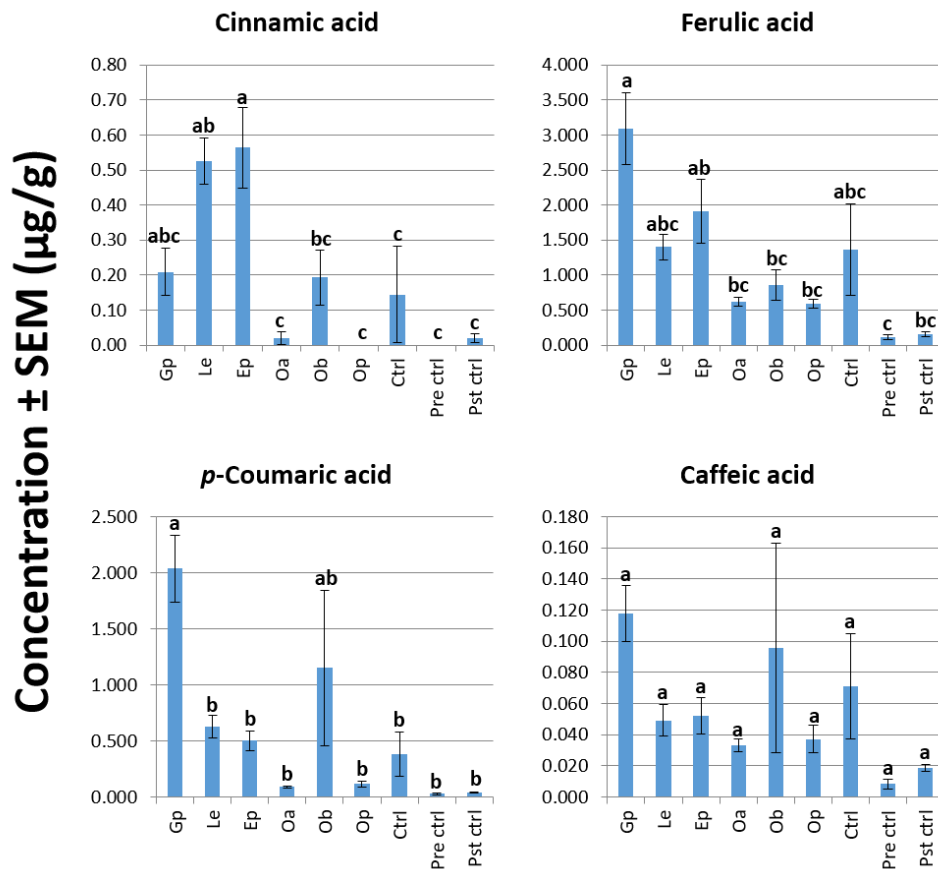 Concentration ± SEM (µg/g)
Cinnamic acid
0.80
0.70
0.60
0.50
0.40
0.30
0.20
0.10
0.00
abc
ab
a
c
bc
c
c
c
c
Gp
Le
Ep
Oa
Ob
Op
Ctrl
Pre ctrl
Pst ctrl
Ferulic acid
4.000
3.500
3.000
2.500
2.000
1.500
1.000
0.500
0.000
a
abc
ab
bc
bc
bc
abc
c
bc
Gp
Le
Ep
Oa
Ob
Op
Ctrl
Pre ctrl
Pst ctrl
p-Coumaric acid
2.500
2.000
1.500
1.000
0.500
0.000
a
b
b
b
ab
b
b
b
b
Gp
Le
Ep
Oa
Ob
Op
Ctrl
Pre ctrl
Pst ctrl
Caffeic acid
0.180
0.160
0.140
0.120
0.100
0.080
0.060
0.040
0.020
0.000
a
a
a
a
a
a
a
a
a
Gp
Le
Ep
Oa
Ob
Op
Ctrl
Pre ctrl
Pst ctrl